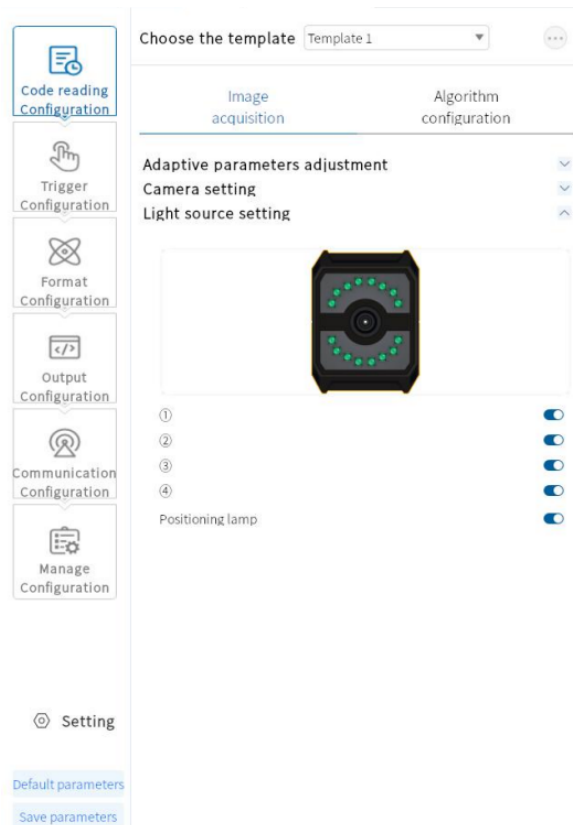 Choose the template Template 1
Code reading
Configuration
Image
acquisition
Algorithm
configuration
Trigger
Configuration
Adaptive parameters adjustment
Camera setting
Light source setting
Format
Configuration
</>
Output
Configuration
①
②
③
④
Positioning lamp
Communication
Configuration
Manage
Configuration
Setting
Default parameters
Save parameters